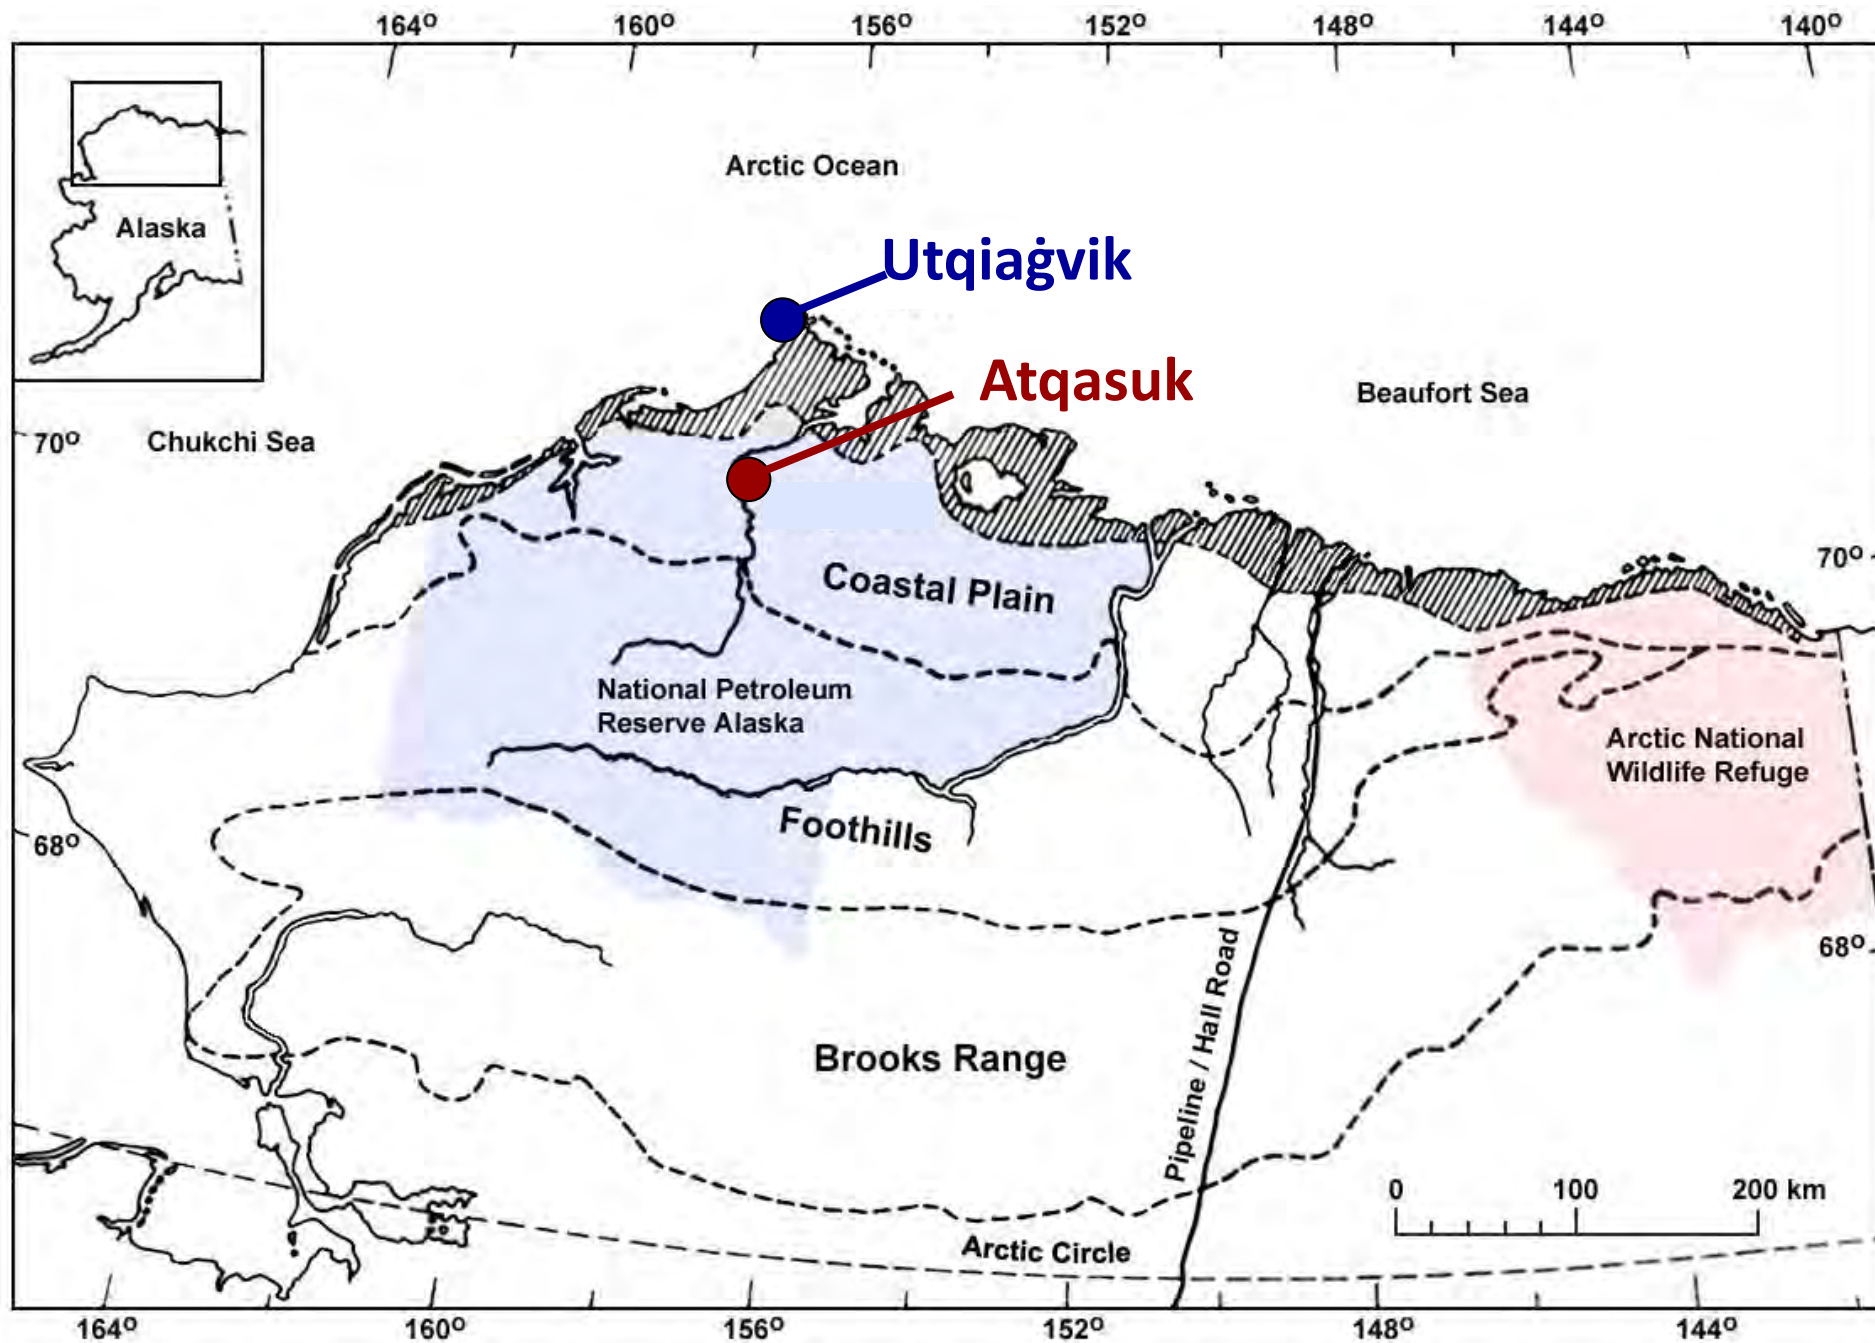 164º 160º 156º 152º 148º 144º 140º
Arctic Ocean
Alaska
Utqiaġvik
Atqasuk
Beaufort Sea
70º
Chukchi Sea
70º
Coastal Plain
National Petroleum
Reserve Alaska
Arctic National
Wildlife Refuge
Foothills
68º
68º
Pipeline / Hall Road
Brooks Range
0 100 200 km
Arctic Circle
164º 160º 156º 152º 148º 144º